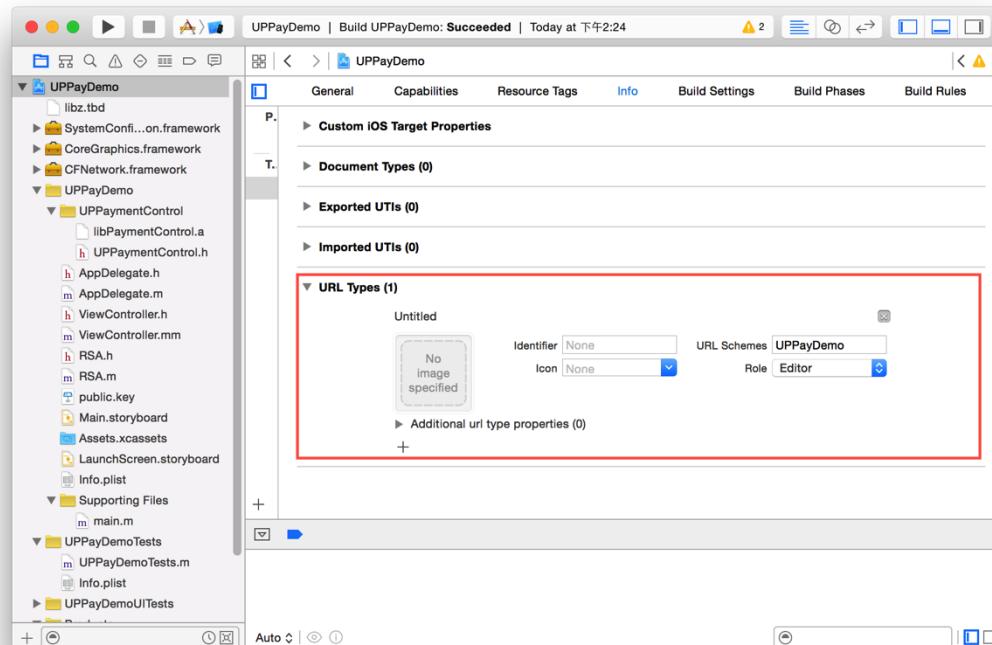 UPPayDemo | Build UPPayDemo: Succeeded | Today at 下午2:24 2
UPPayDemo
UPPayDemo
General Capabilities Resource Tags Info Build Settings Build Phases Build Rules
libz.tbd
SystemConfi...on.framework
CoreGraphics.framework
CFNetwork.framework
UPPayDemo
UPPaymentControl
libPaymentControl.a
h UPPaymentControl.h
h AppDelegate.h
m AppDelegate.m
h ViewController.h
m ViewController.mm
h RSA.h
m RSA.m
public.key
Main.storyboard
Assets.xcassets
LaunchScreen.storyboard
Info.plist
Supporting Files
m main.m
UPPayDemoTests
m UPPayDemoTests.m
Info.plist
UPPayDemoUITests
P.
T..
Custom iOS Target Properties
Document Types (0)
Exported UTIs (0)
Imported UTIs (0)
URL Types (1)
Untitled
No
image
specified
Identifier None URL Schemes UPPayDemo
Icon None Role Editor
Additional url type properties (0)
Auto